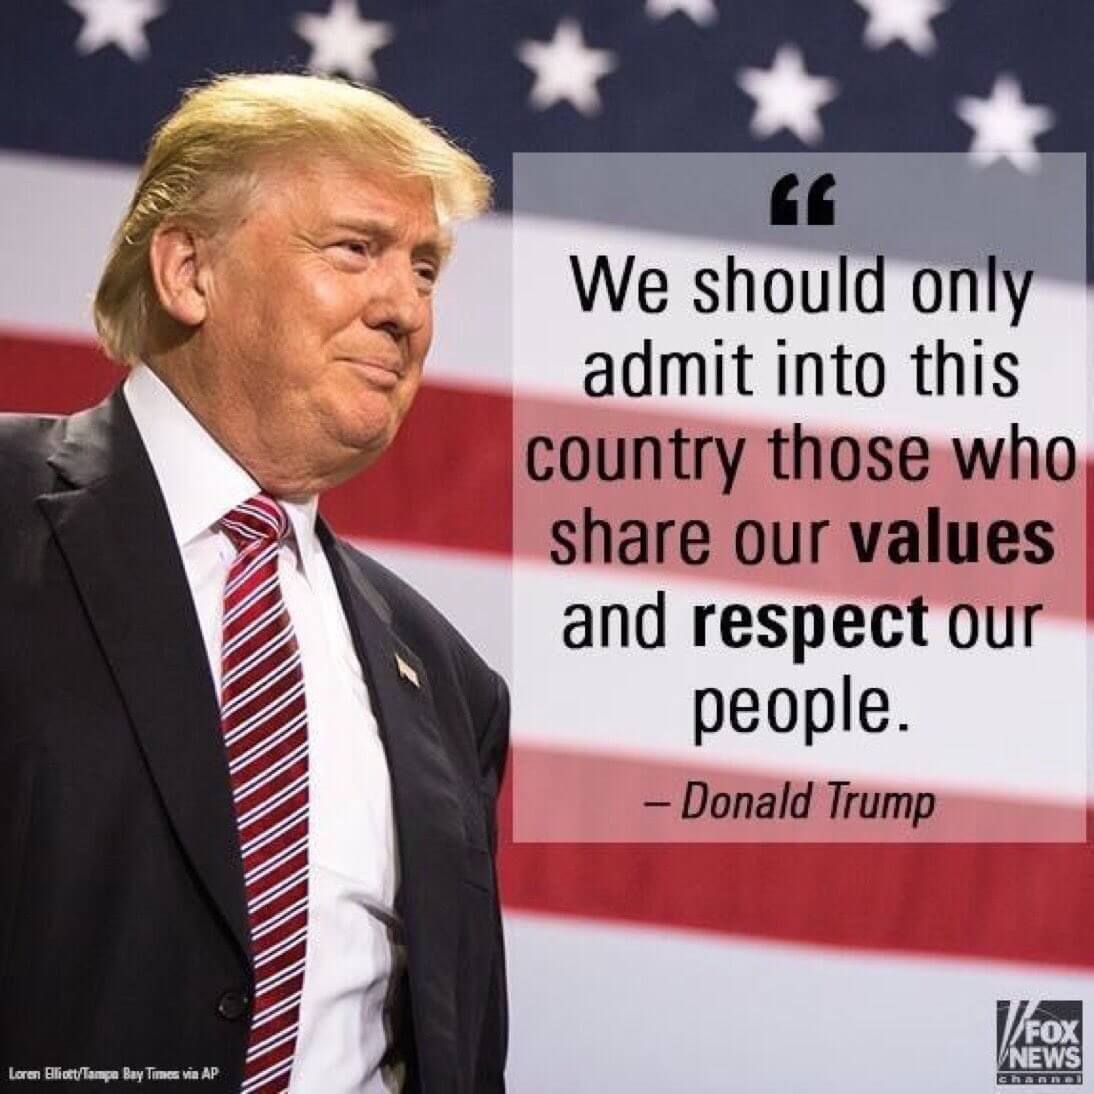 “
We should only
admit into this
country those who
share our values
and respect our
people.
– Donald Trump
Loren Elliott/Tampa Bay Times via AP
FOX
NEWS
channel